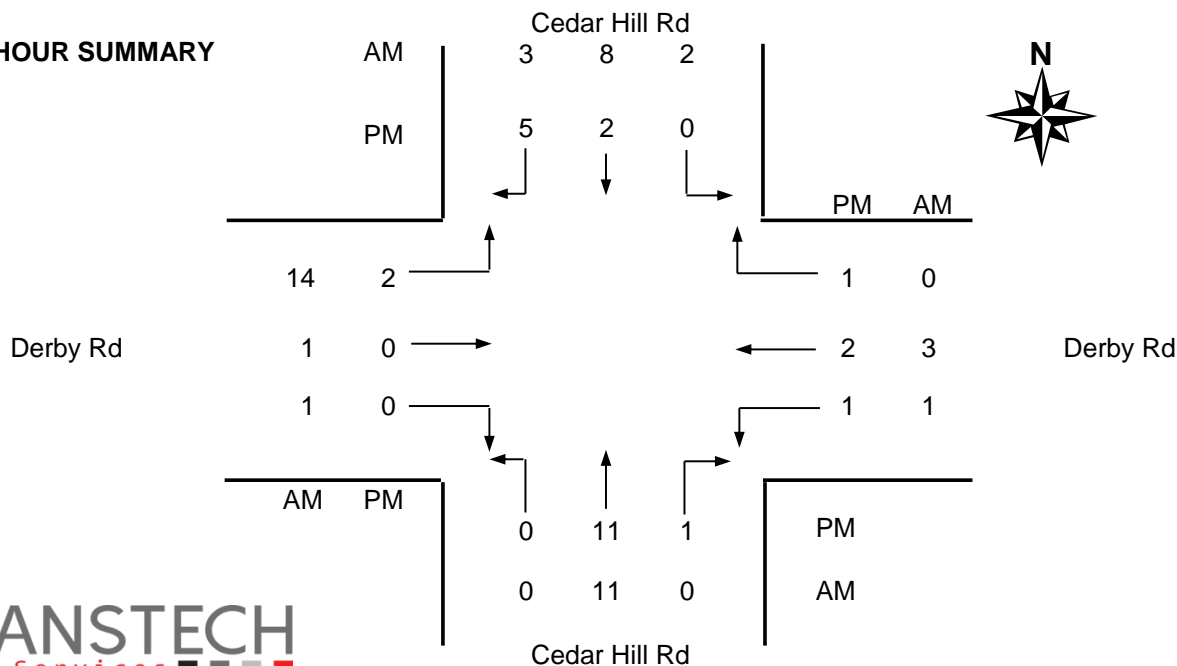 Cedar Hill Rd
HOUR SUMMARY AM 3 8 2 N
PM 5 2 0
PM AM
14 2 1 0
Derby Rd 1 0 2 3 Derby Rd
1 0 1 1
AM PM
0 11 1 PM
0 11 0 AM
ANSTECH
Services
Cedar Hill Rd